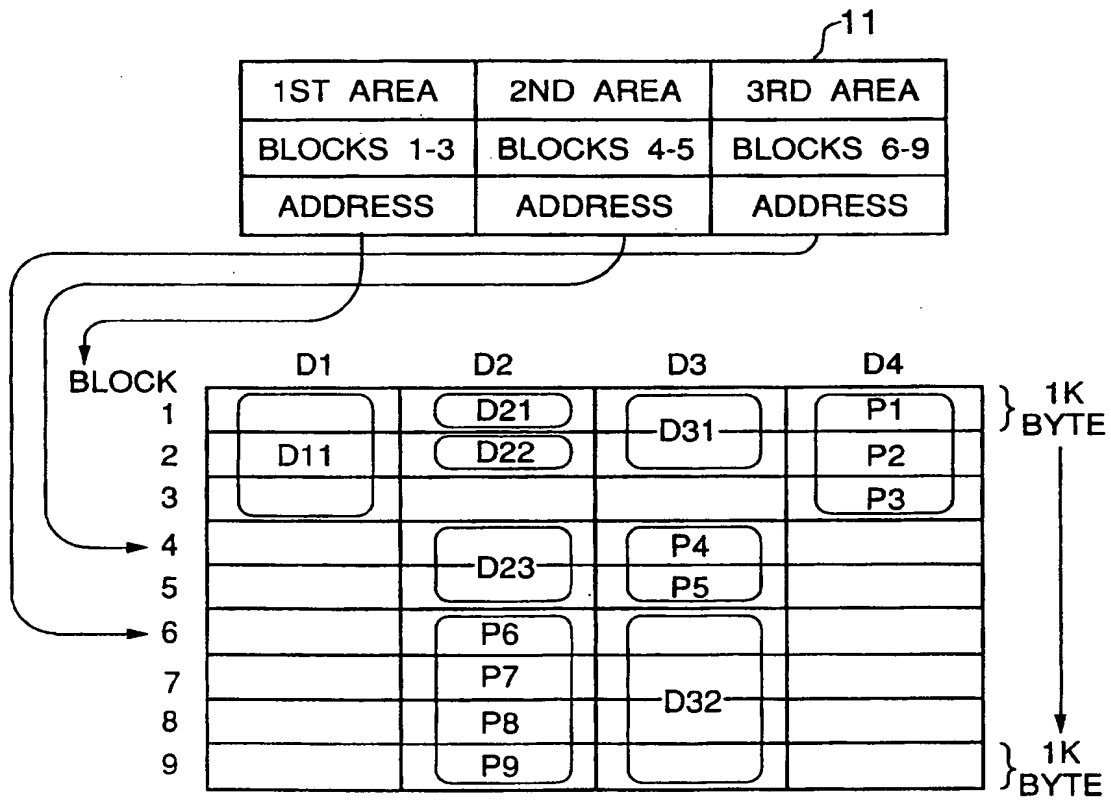 11
1ST AREA 2ND AREA 3RD AREA
BLOCKS 1-3 BLOCKS 4-5 BLOCKS 6-9
ADDRESS ADDRESS ADDRESS
BLOCK D1 D2 D3 D4
1 D21 P1 1K BYTE
D31
2 D11 D22 P2
3 P3
4 P4
D23
5 P5
6 P6
7 P7
D32
8 P8
9 P9 1K BYTE